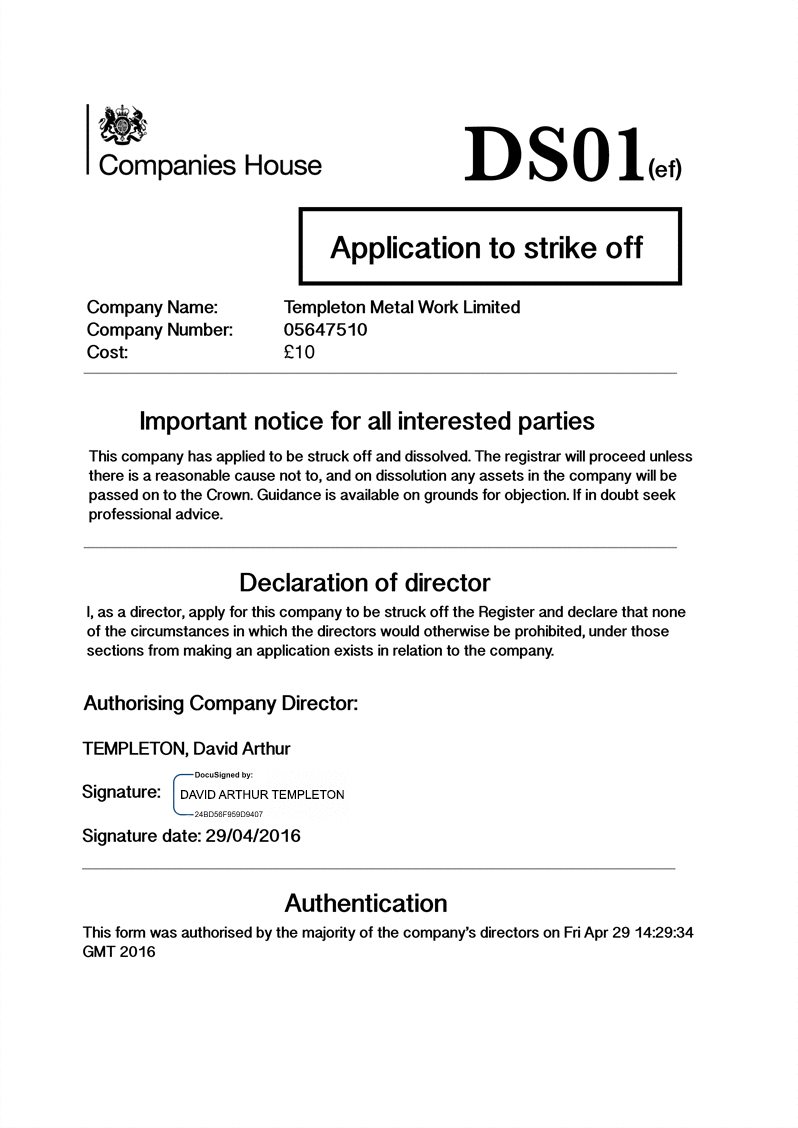 Companies House
DS01(ef)
Application to strike off
Company Name: Templeton Metal Work Limited
Company Number: 05647510
Cost: £10
Important notice for all interested parties
This company has applied to be struck off and dissolved. The registrar will proceed unless
there is a reasonable cause not to, and on dissolution any assets in the company will be
passed on to the Crown. Guidance is available on grounds for objection. If in doubt seek
professional advice.
Declaration of director
I, as a director, apply for this company to be struck off the Register and declare that none
of the circumstances in which the directors would otherwise be prohibited, under those
sections from making an application exists in relation to the company.
Authorising Company Director:
TEMPLETON, David Arthur
DocuSigned by:
Signature: DAVID ARTHUR TEMPLETON
24BD56F959D9407
Signature date: 29/04/2016
Authentication
This form was authorised by the majority of the company's directors on Fri Apr 29 14:29:34
GMT 2016